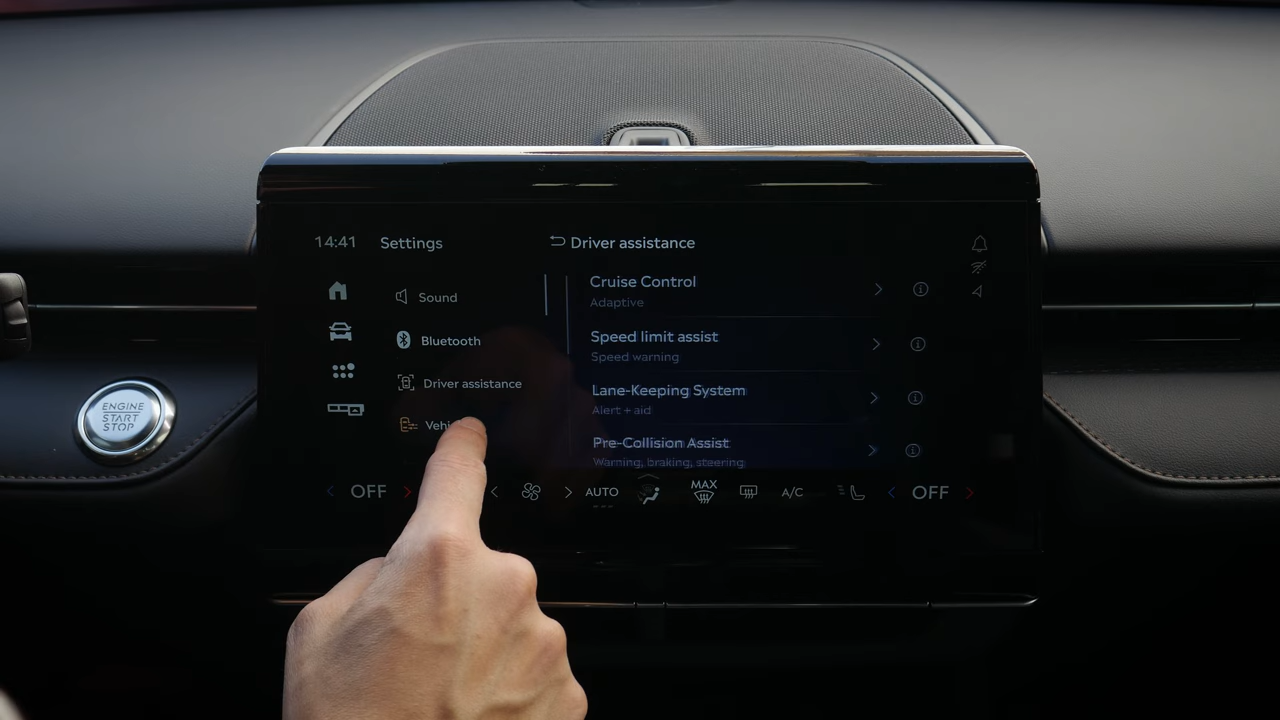 14:41
Settings
Driver assistance
Sound
Bluetooth
Driver assistance
Vehi
Cruise Control
Adaptive
Speed limit assist
Speed warning
Lane-Keeping System
Alert + aid
Pre-Collision Assist
Warning, braking, steering
OFF
AUTO
MAX
A/C
OFF
ENGINE
START
STOP